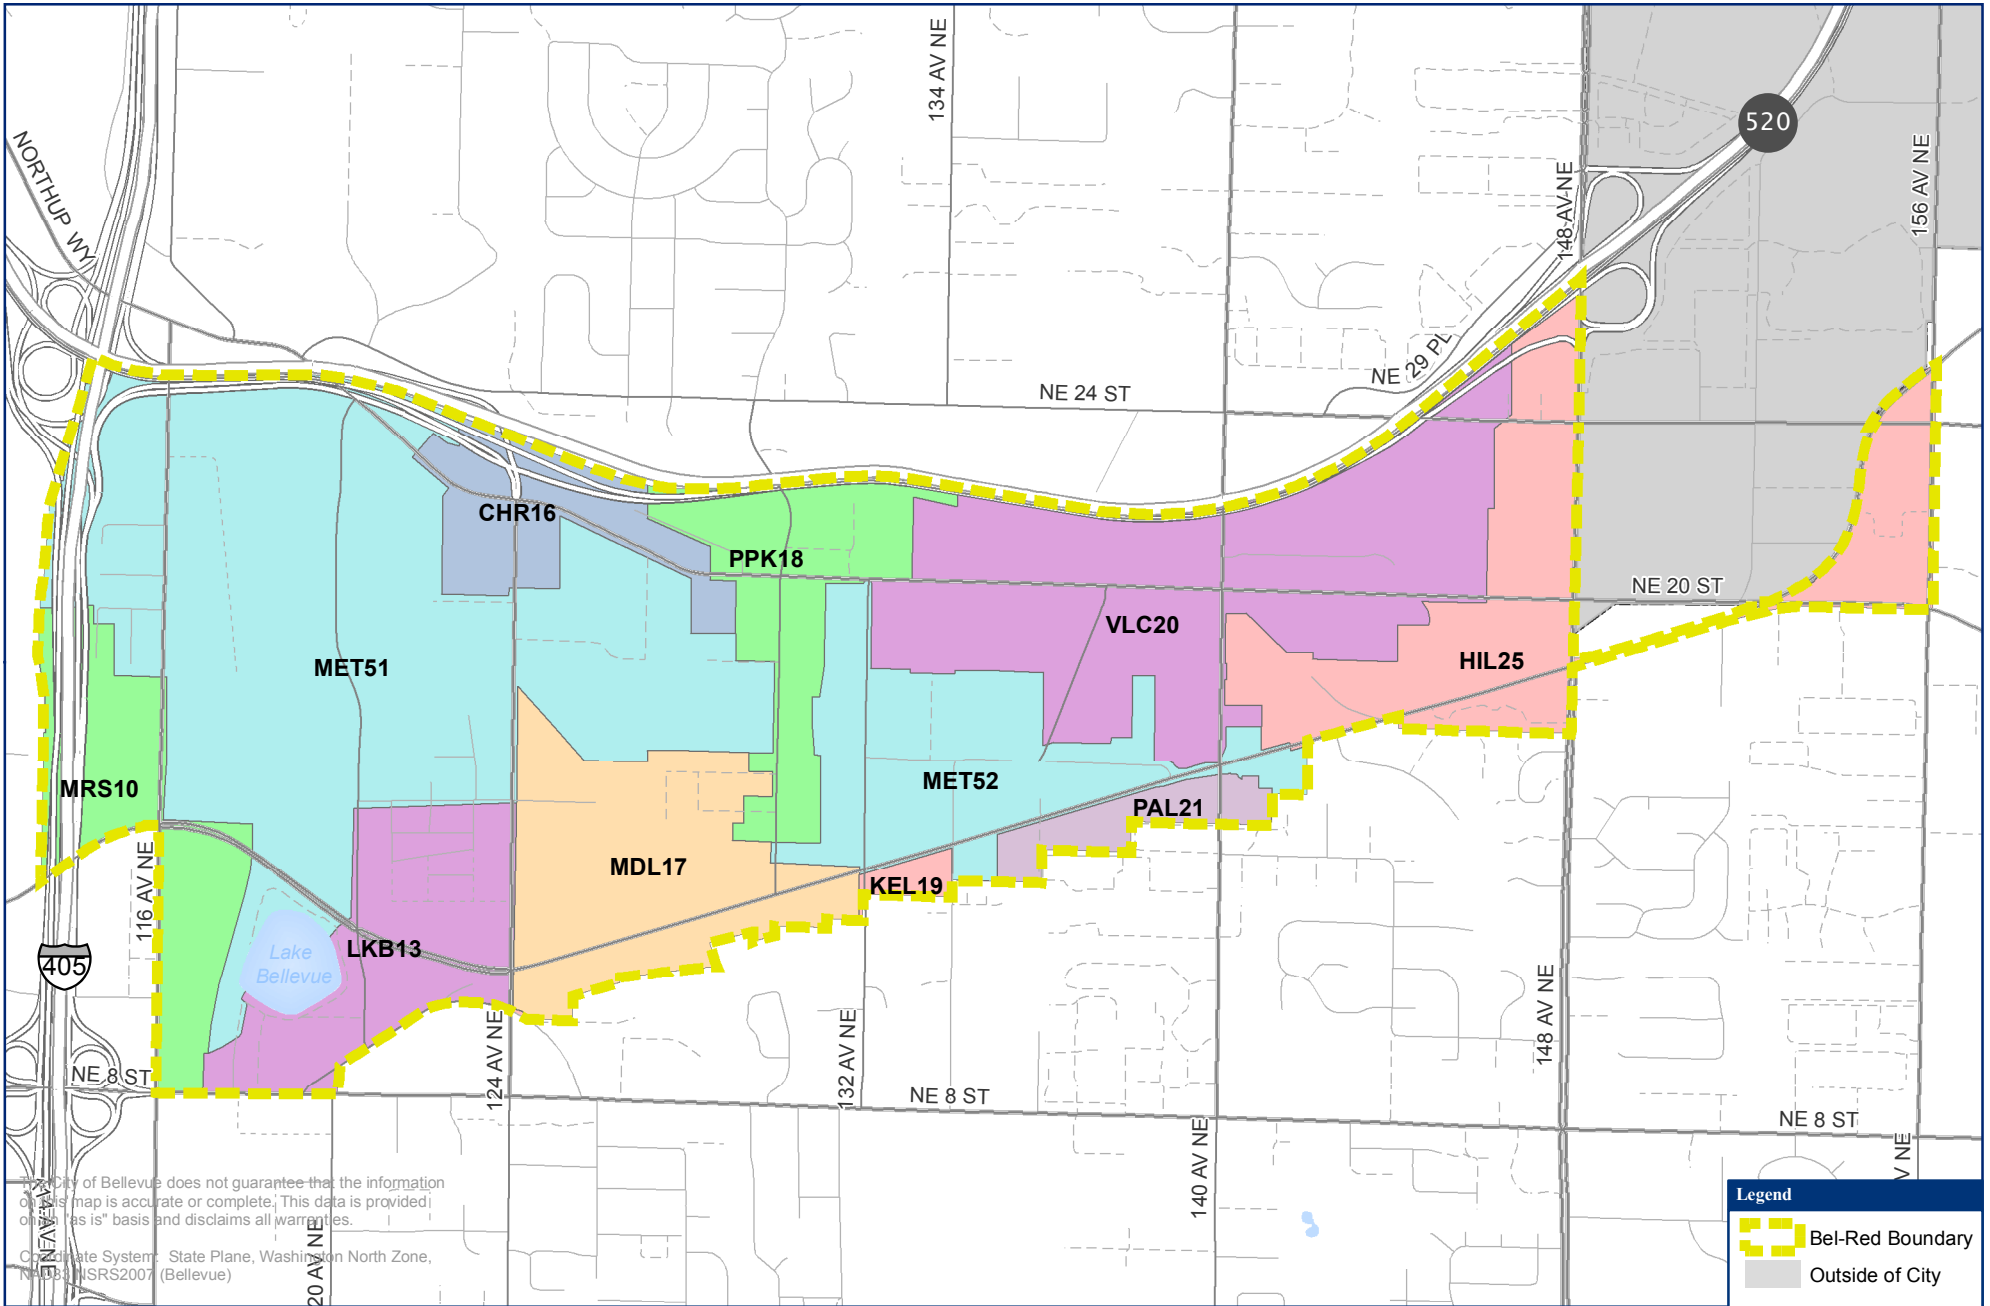 134 AV NE
520
NORTHUP WY
148 AV NE
156 AV NE
NE 29 PL
NE 24 ST
CHR16
PPK18
NE 20 ST
VLC20
MET51
HIL25
MRS10
MET52
PAL21
MDL17
KEL19
116 AV NE
LKB13
Lake
Bellevue
405
148 AV NE
124 AV NE
132 AV NE
NE 8 ST
NE 8 ST
NE 8 ST
140 AV NE
V NE
The City of Bellevue does not guarantee that the information
on this map is accurate or complete. This data is provided
on an "as is" basis and disclaims all warranties.
Coordinate System: State Plane, Washington North Zone,
NAD83 NSRS2007 (Bellevue)
20 AV NE
Legend
Bel-Red Boundary
Outside of City